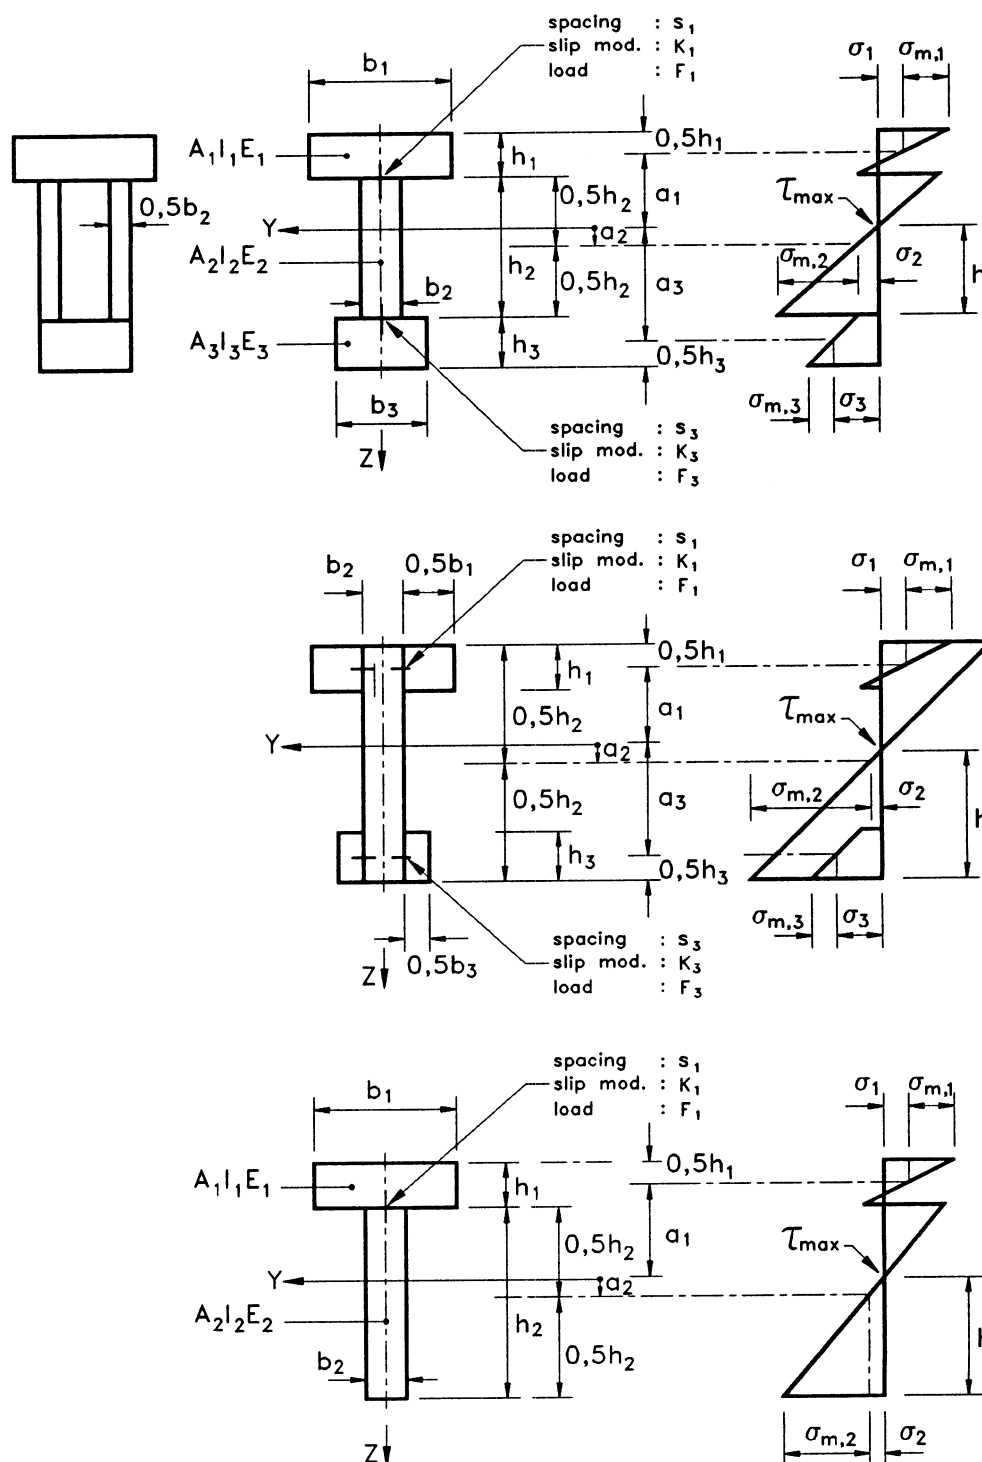 spacing : s₁
slip mod. : K₁
load : F₁
b₁
σ₁ σm,1
A₁I₁E₁
h₁
0,5h₁
0,5b₂
0,5h₂
a₁
τmax
Y
a₂
A₂I₂E₂
h₂
σm,2 σ₂
h
b₂
0,5h₂
a₃
A₃I₃E₃
h₃
0,5h₃
b₃
σm,3 σ₃
Z
spacing : s₃
slip mod. : K₃
load : F₃
spacing : s₁
slip mod. : K₁
load : F₁
b₂ 0,5b₁
σ₁ σm,1
0,5h₁
h₁
0,5h₂
a₁
τmax
Y
a₂
0,5h₂
a₃
σm,2 σ₂
h
h₃
0,5h₃
σm,3 σ₃
0,5b₃
Z
spacing : s₃
slip mod. : K₃
load : F₃
spacing : s₁
slip mod. : K₁
load : F₁
b₁
σ₁ σm,1
0,5h₁
A₁I₁E₁
h₁
0,5h₂
a₁
τmax
Y
a₂
A₂I₂E₂
h₂
h
b₂
0,5h₂
σm,2 σ₂
Z